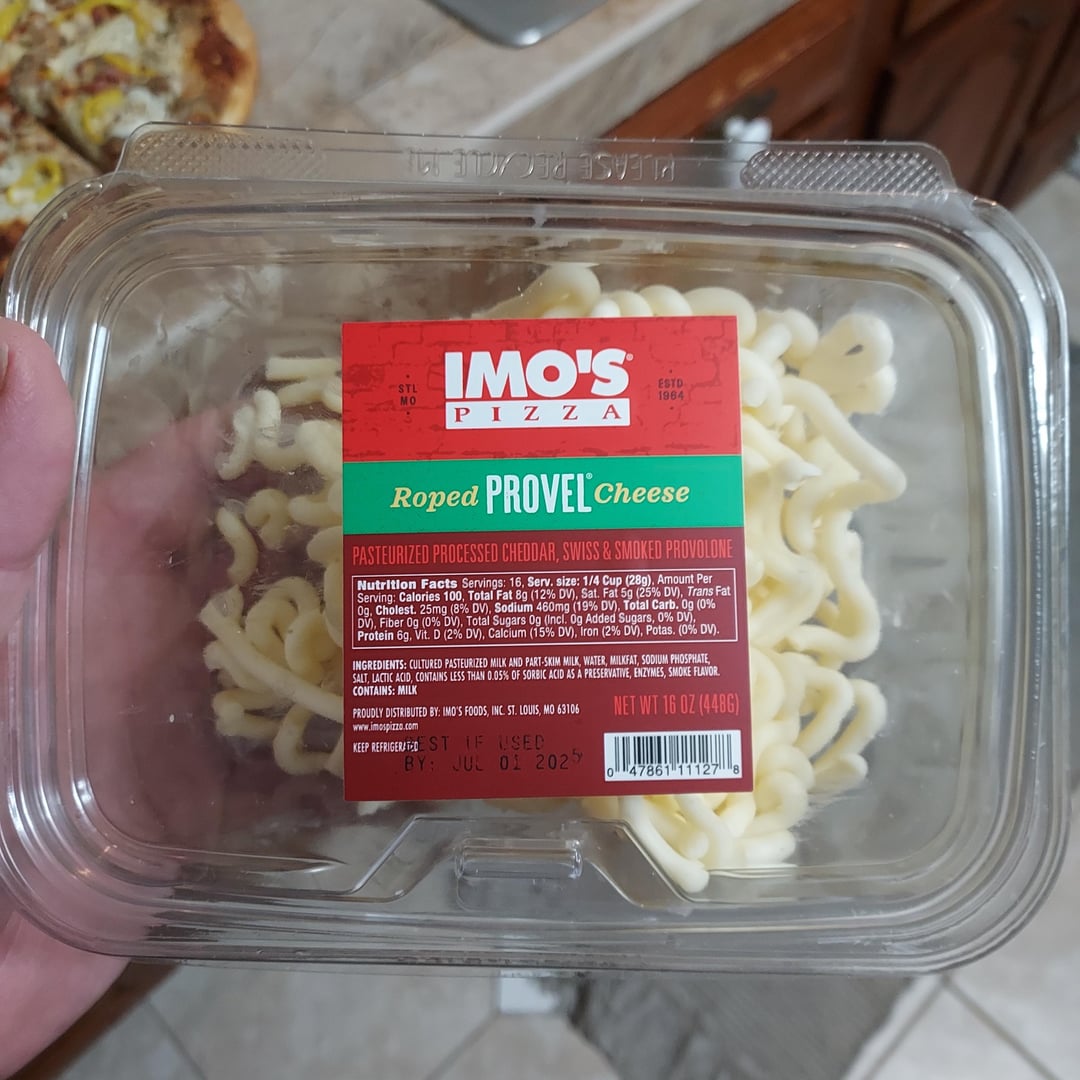 PLEASE RECYCLE
IMO'S®
PIZZA
STL
MO
ESTD
1964
Roped PROVEL® Cheese
PASTEURIZED PROCESSED CHEDDAR, SWISS & SMOKED PROVOLONE
Nutrition Facts Servings: 16, Serv. size: 1/4 Cup (28g), Amount Per
Serving: Calories 100, Total Fat 8g (12% DV), Sat. Fat 5g (25% DV), Trans Fat
0g, Cholest. 25mg (8% DV), Sodium 460mg (19% DV), Total Carb. 0g (0%
DV), Fiber 0g (0% DV), Total Sugars 0g (Incl. 0g Added Sugars, 0% DV),
Protein 6g, Vit. D (2% DV), Calcium (15% DV), Iron (2% DV), Potas. (0% DV).
INGREDIENTS: CULTURED PASTEURIZED MILK AND PART-SKIM MILK, WATER, MILKFAT, SODIUM PHOSPHATE,
SALT, LACTIC ACID, CONTAINS LESS THAN 0.05% OF SORBIC ACID AS A PRESERVATIVE, ENZYMES, SMOKE FLAVOR.
CONTAINS: MILK
NET WT 16 OZ (448G)
PROUDLY DISTRIBUTED BY: IMO'S FOODS, INC. ST. LOUIS, MO 63106
www.imospizza.com
KEEP REFRIGERATED
BEST IF USED
BY: JUL 01 2025
0 47861 11127 8